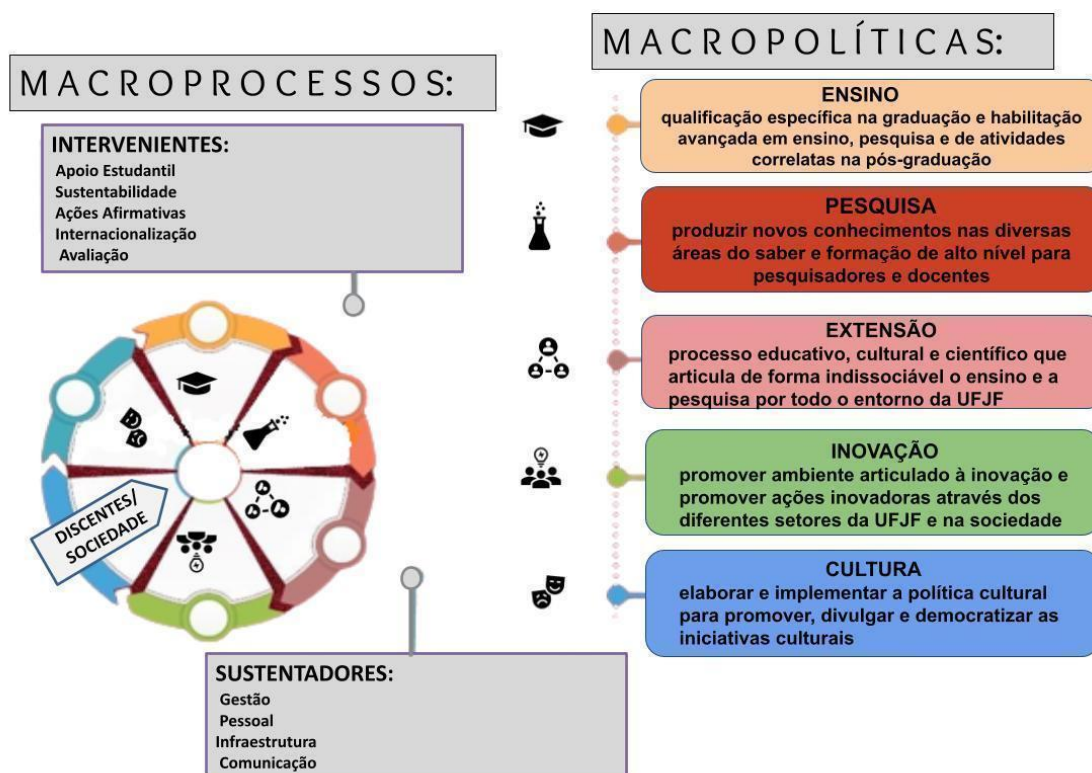 MACROPROCESSOS:
INTERVENIENTES:
Apoio Estudantil
Sustentabilidade
Ações Afirmativas
Internacionalização
Avaliação
DISCENTES/
SOCIEDADE
SUSTENTADORES:
Gestão
Pessoal
Infraestrutura
Comunicação
MACROPOLÍTICAS:
ENSINO
qualificação específica na graduação e habilitação
avançada em ensino, pesquisa e de atividades
correlatas na pós-graduação
PESQUISA
produzir novos conhecimentos nas diversas
áreas do saber e formação de alto nível para
pesquisadores e docentes
EXTENSÃO
processo educativo, cultural e científico que
articula de forma indissociável o ensino e a
pesquisa por todo o entorno da UFJF
INOVAÇÃO
promover ambiente articulado à inovação e
promover ações inovadoras através dos
diferentes setores da UFJF e na sociedade
CULTURA
elaborar e implementar a política cultural
para promover, divulgar e democratizar as
iniciativas culturais